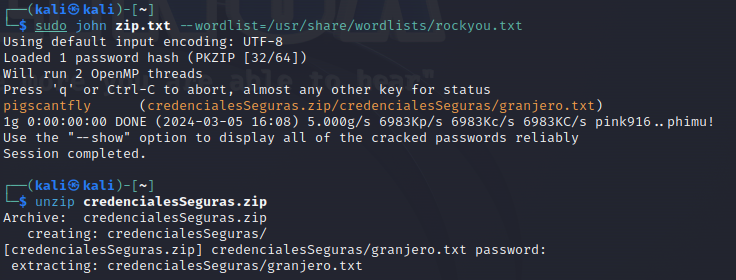 ┌──(kali㉿kali)-[~]
└─$ sudo john zip.txt --wordlist=/usr/share/wordlists/rockyou.txt
Using default input encoding: UTF-8
Loaded 1 password hash (PKZIP [32/64])
Will run 2 OpenMP threads
Press 'q' or Ctrl-C to abort, almost any other key for status
pigscantfly      (credencialesSeguras.zip/credencialesSeguras/granjero.txt)
1g 0:00:00:00 DONE (2024-03-05 16:08) 5.000g/s 6983Kp/s 6983Kc/s 6983KC/s pink916..phimu!
Use the "--show" option to display all of the cracked passwords reliably
Session completed.
┌──(kali㉿kali)-[~]
└─$ unzip credencialesSeguras.zip
Archive:  credencialesSeguras.zip
   creating: credencialesSeguras/
[credencialesSeguras.zip] credencialesSeguras/granjero.txt password:
 extracting: credencialesSeguras/granjero.txt